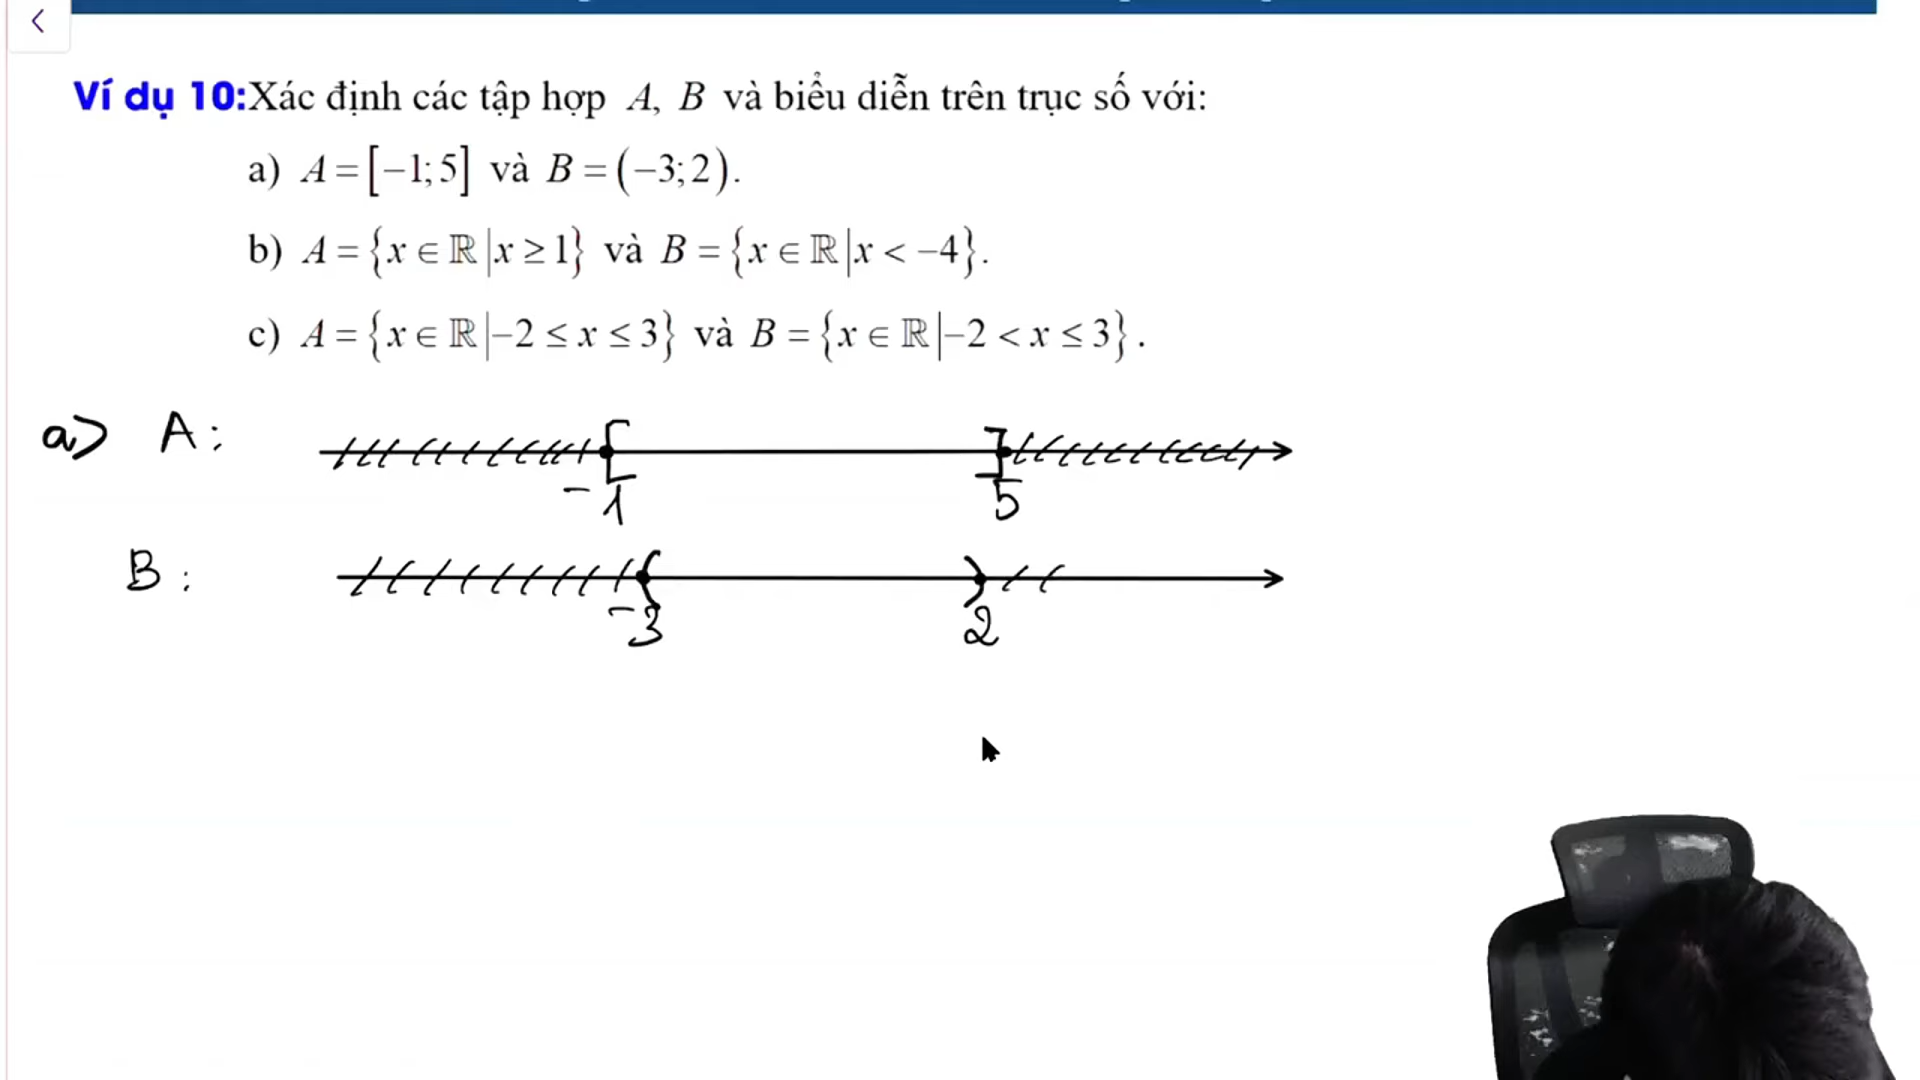 Ví dụ 10:Xác định các tập hợp A, B và biểu diễn trên trục số với:
a) A=[−1;5] và B=(−3;2).
b) A={x∈ℝ|x≥1} và B={x∈ℝ|x<−4}.
c) A={x∈ℝ|−2≤x≤3} và B={x∈ℝ|−2<x≤3}.
a) A:
[ ]
-1 5
B:
( )
-3 2